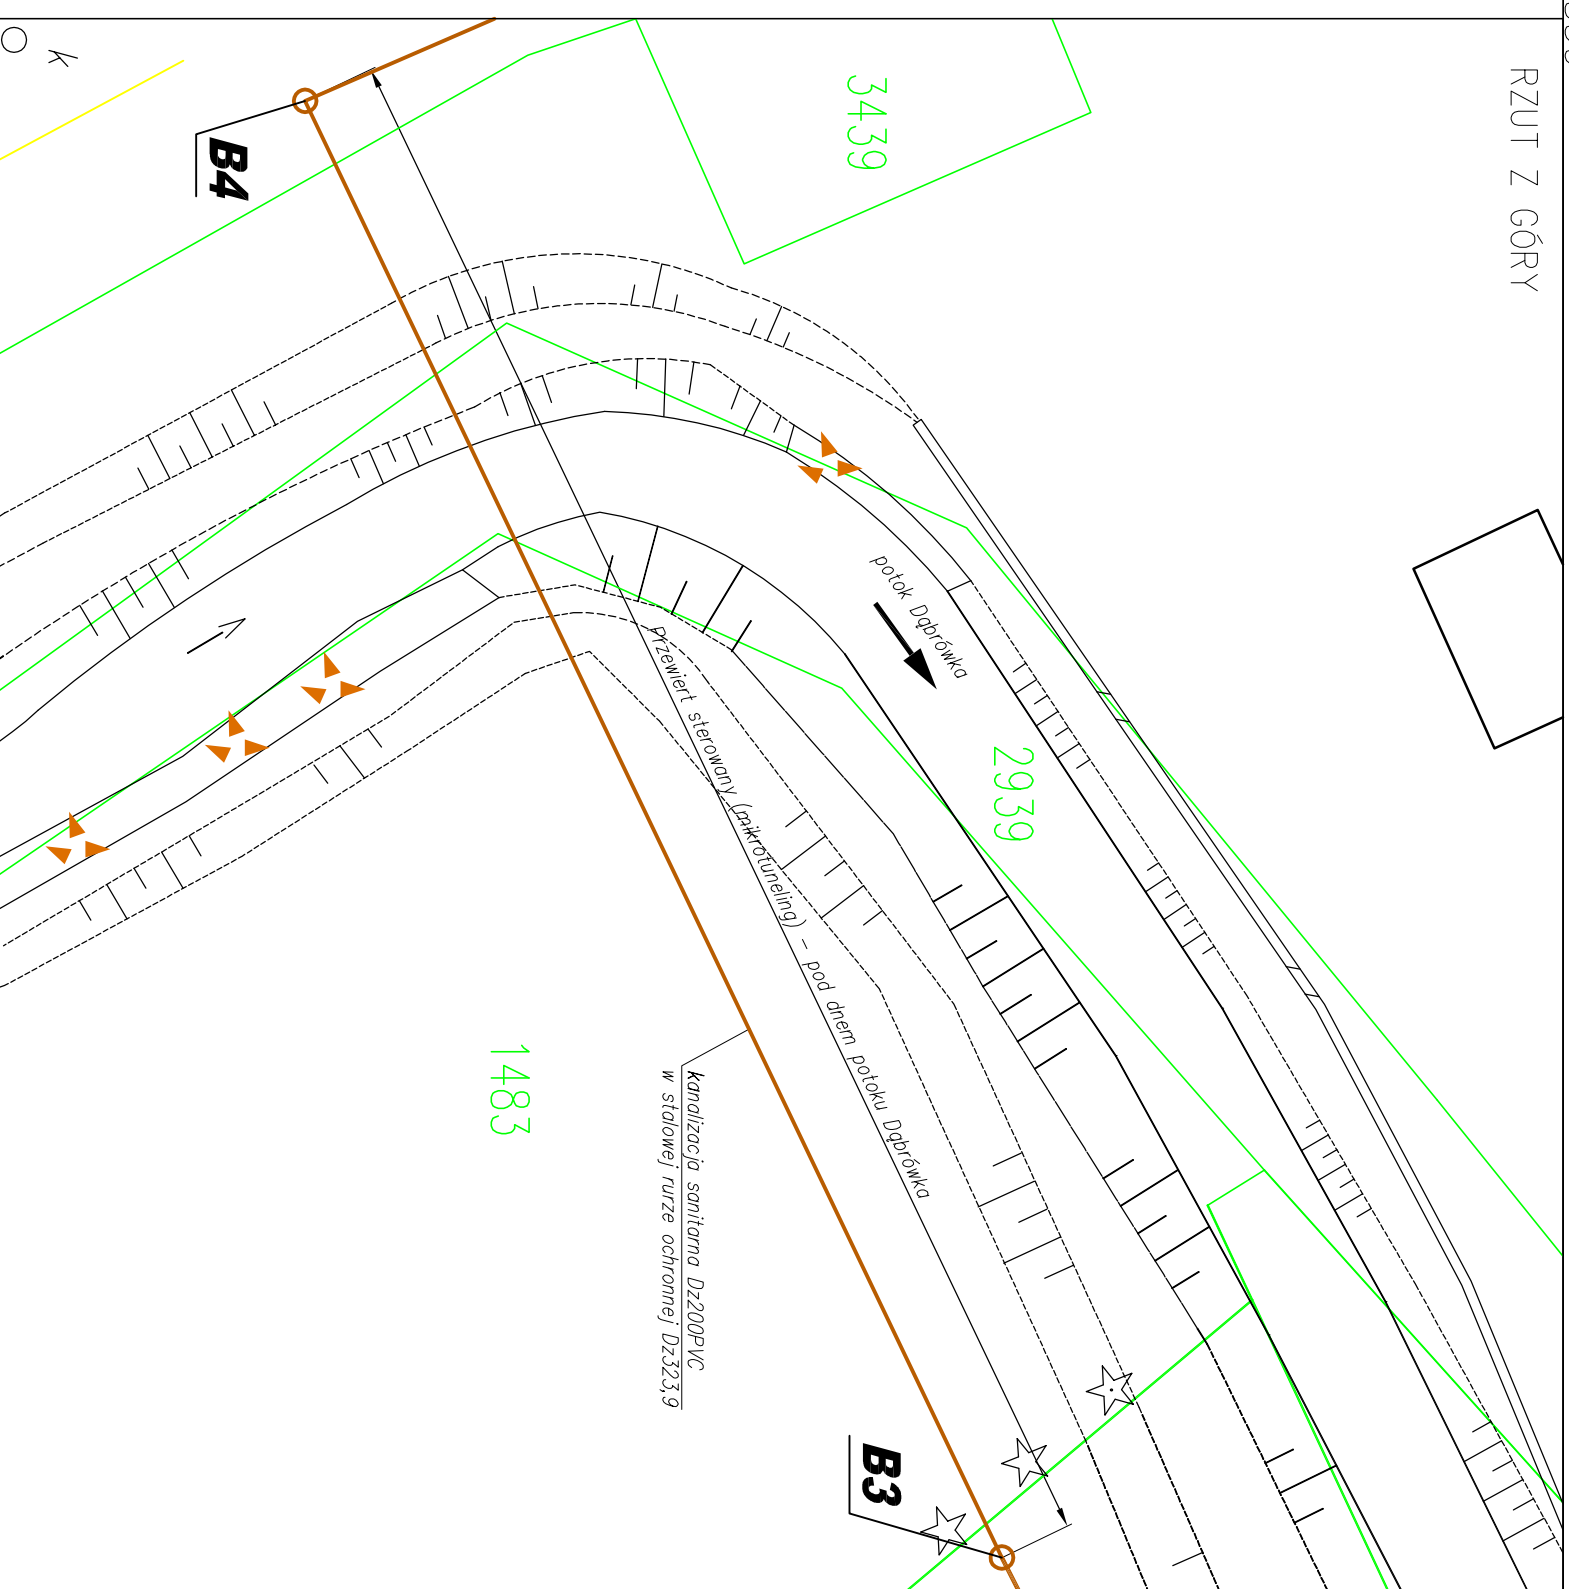 RZUT Z GÓRY
3439
k
B4
potok Dąbrówka
2939
Przewiert sterowany (mikrotuneling) - pod dnem potoku Dąbrówka
1483
kanalizacja sanitarna Dz200PVC
w stalowej rurze ochronnej Dz323,9
B3